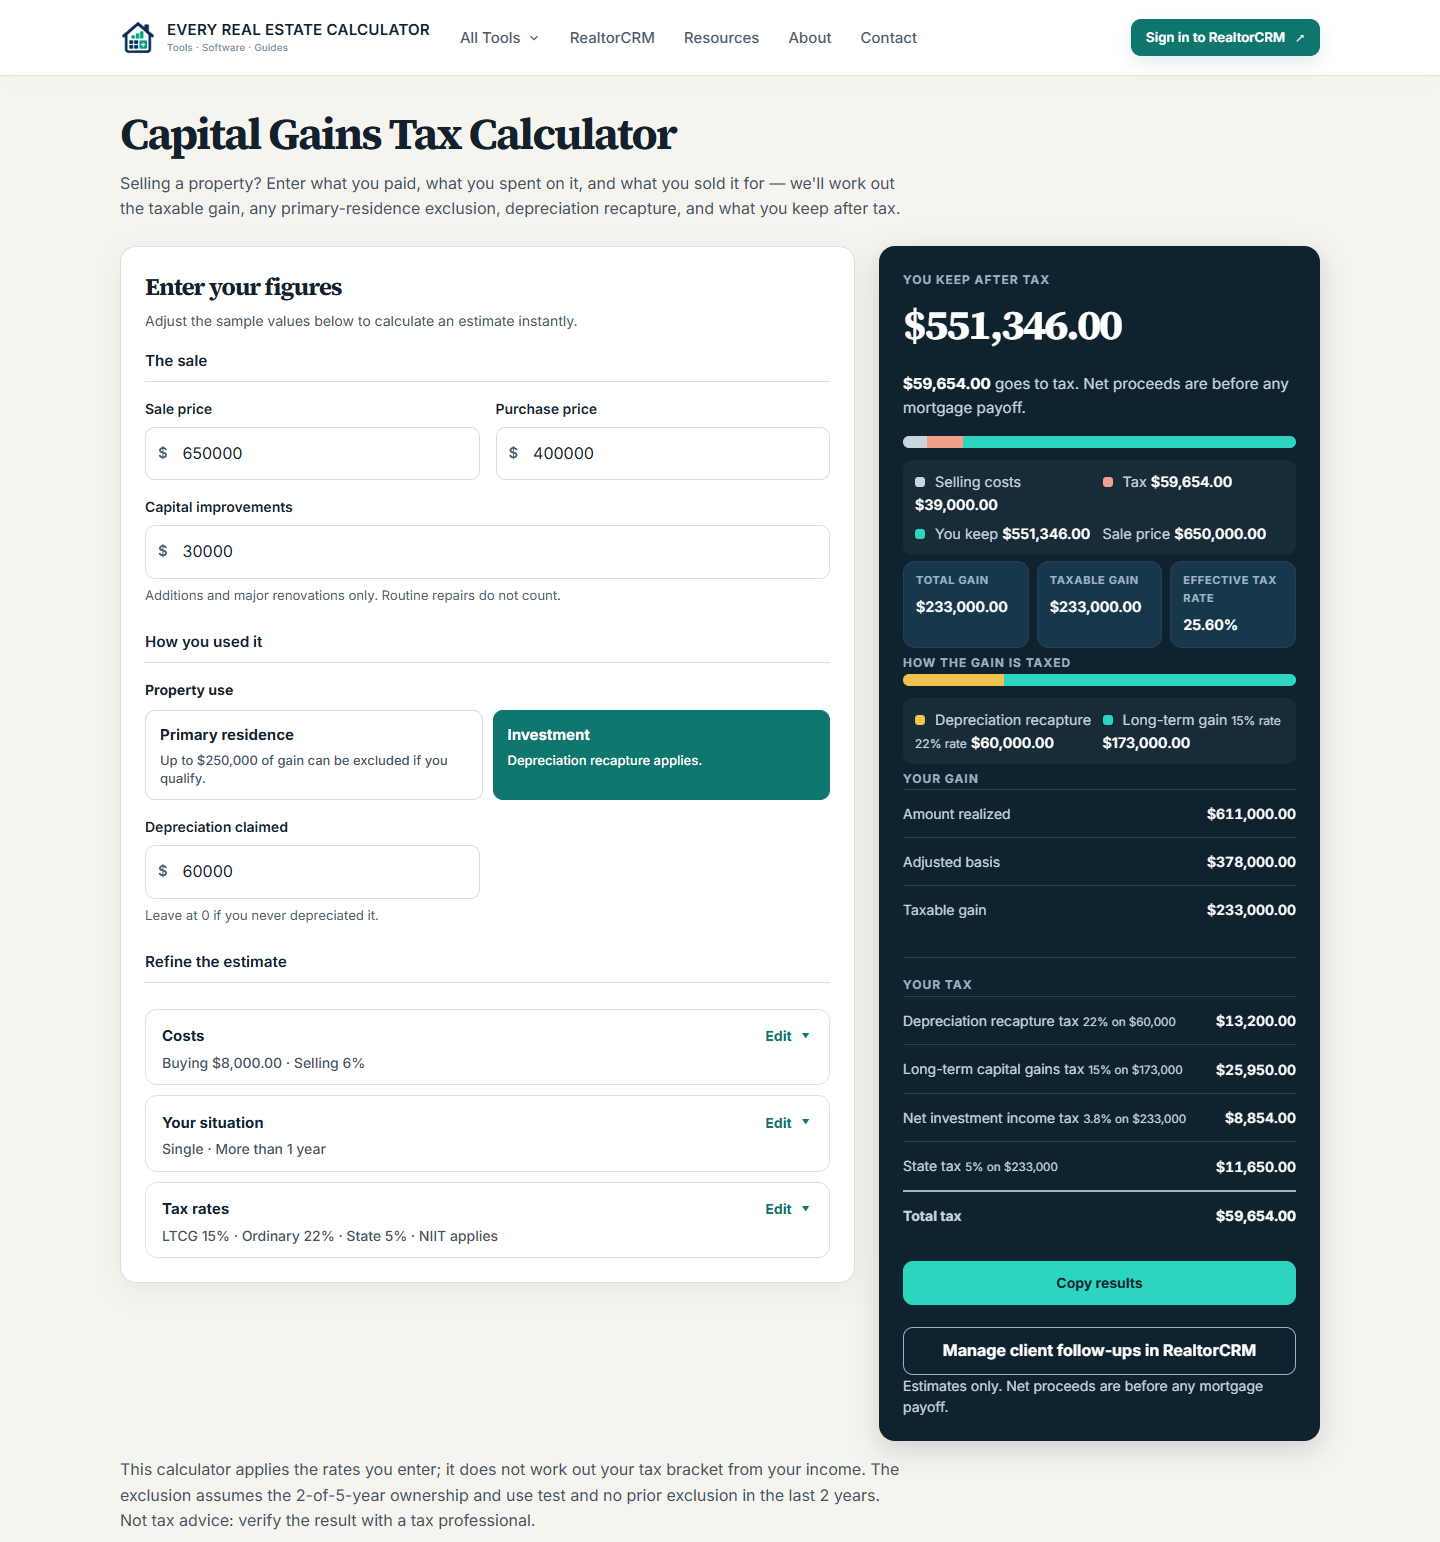 EVERY REAL ESTATE CALCULATOR
Tools · Software · Guides
All Tools
RealtorCRM
Resources
About
Contact
Sign in to RealtorCRM ↗
Capital Gains Tax Calculator
Selling a property? Enter what you paid, what you spent on it, and what you sold it for — we'll work out
the taxable gain, any primary-residence exclusion, depreciation recapture, and what you keep after tax.
Enter your figures
Adjust the sample values below to calculate an estimate instantly.
The sale
Sale price
$ 650000
Purchase price
$ 400000
Capital improvements
$ 30000
Additions and major renovations only. Routine repairs do not count.
How you used it
Property use
Primary residence
Up to $250,000 of gain can be excluded if you
qualify.
Investment
Depreciation recapture applies.
Depreciation claimed
$ 60000
Leave at 0 if you never depreciated it.
Refine the estimate
Costs
Edit
Buying $8,000.00 · Selling 6%
Your situation
Edit
Single · More than 1 year
Tax rates
Edit
LTCG 15% · Ordinary 22% · State 5% · NIIT applies
YOU KEEP AFTER TAX
$551,346.00
$59,654.00 goes to tax. Net proceeds are before any
mortgage payoff.
Selling costs
$39,000.00
Tax $59,654.00
You keep $551,346.00
Sale price $650,000.00
TOTAL GAIN
$233,000.00
TAXABLE GAIN
$233,000.00
EFFECTIVE TAX
RATE
25.60%
HOW THE GAIN IS TAXED
Depreciation recapture
22% rate $60,000.00
Long-term gain 15% rate
$173,000.00
YOUR GAIN
Amount realized $611,000.00
Adjusted basis $378,000.00
Taxable gain $233,000.00
YOUR TAX
Depreciation recapture tax 22% on $60,000 $13,200.00
Long-term capital gains tax 15% on $173,000 $25,950.00
Net investment income tax 3.8% on $233,000 $8,854.00
State tax 5% on $233,000 $11,650.00
Total tax $59,654.00
Copy results
Manage client follow-ups in RealtorCRM
Estimates only. Net proceeds are before any mortgage
payoff.
This calculator applies the rates you enter; it does not work out your tax bracket from your income. The
exclusion assumes the 2-of-5-year ownership and use test and no prior exclusion in the last 2 years.
Not tax advice: verify the result with a tax professional.